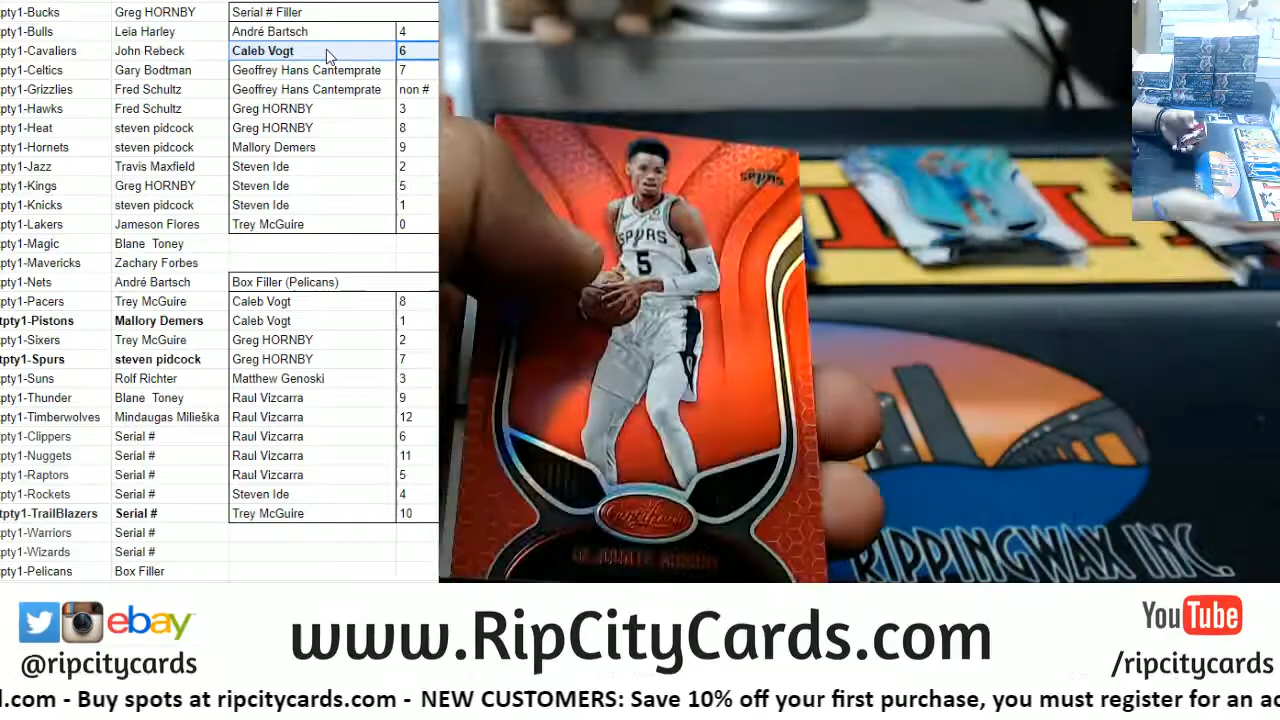 pty1-Bucks Greg HORNBY Serial # Filler
pty1-Bulls Leia Harley André Bartsch 4
pty1-Cavaliers John Rebeck Caleb Vogt 6
pty1-Celtics Gary Bodtman Geoffrey Hans Cantemprate 7
pty1-Grizzlies Fred Schultz Geoffrey Hans Cantemprate non #
pty1-Hawks Fred Schultz Greg HORNBY 3
pty1-Heat steven pidcock Greg HORNBY 8
pty1-Hornets steven pidcock Mallory Demers 9
pty1-Jazz Travis Maxfield Steven Ide 2
pty1-Kings Greg HORNBY Steven Ide 5
pty1-Knicks steven pidcock Steven Ide 1
pty1-Lakers Jameson Flores Trey McGuire 0
pty1-Magic Blane Toney
pty1-Mavericks Zachary Forbes
pty1-Nets André Bartsch Box Filler (Pelicans)
pty1-Pacers Trey McGuire Caleb Vogt 8
tpty1-Pistons Mallory Demers Caleb Vogt 1
pty1-Sixers Trey McGuire Greg HORNBY 2
tpty1-Spurs steven pidcock Greg HORNBY 7
pty1-Suns Rolf Richter Matthew Genoski 3
pty1-Thunder Blane Toney Raul Vizcarra 9
pty1-Timberwolves Mindaugas Milieška Raul Vizcarra 12
pty1-Clippers Serial # Raul Vizcarra 6
pty1-Nuggets Serial # Raul Vizcarra 11
pty1-Raptors Serial # Raul Vizcarra 5
pty1-Rockets Serial # Steven Ide 4
tpty1-TrailBlazers Serial # Trey McGuire 10
pty1-Warriors Serial #
pty1-Wizards Serial #
pty1-Pelicans Box Filler
SPURS
SPURS
5
Certified
DEJOUNTE MURRAY
RIPPINGWAX INC.
ebay
@ripcitycards
www.RipCityCards.com
YouTube
/ripcitycards
l.com - Buy spots at ripcitycards.com - NEW CUSTOMERS: Save 10% off your first purchase, you must register for an ac